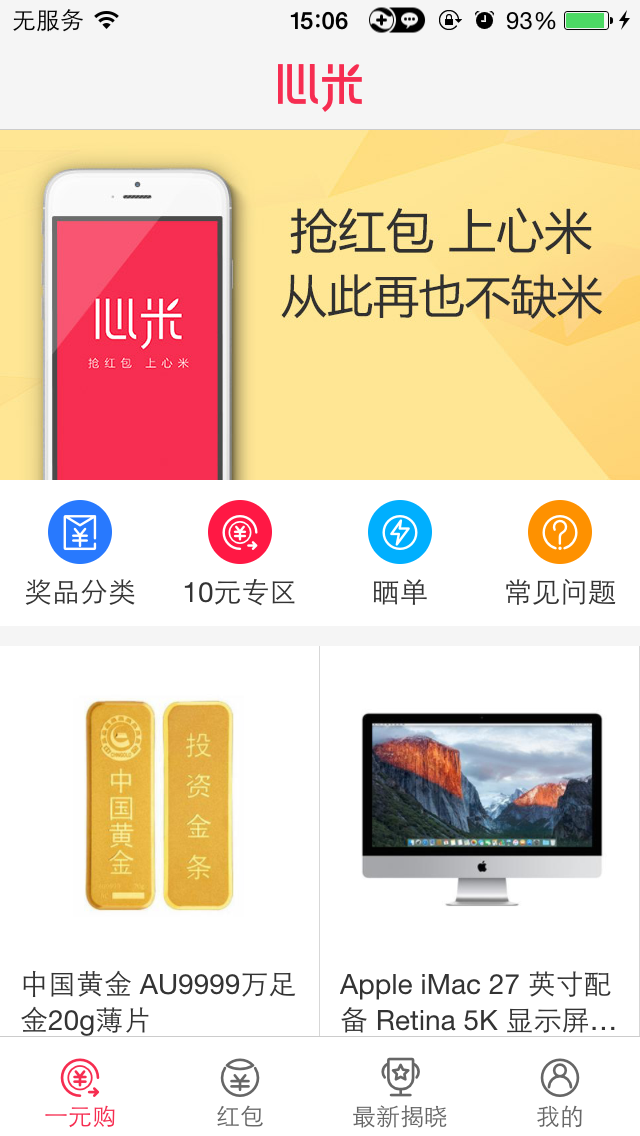 无服务 15:06 93%
心米
抢红包 上心米
从此再也不缺米
心米
抢红包 上心米
奖品分类 10元专区 晒单 常见问题
中国黄金
投资金条
中国黄金 AU9999万足
金20g薄片
Apple iMac 27 英寸配
备 Retina 5K 显示屏…
一元购 红包 最新揭晓 我的